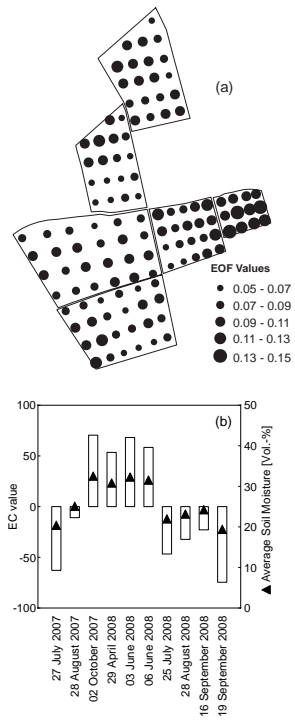 (a)
EOF Values
0.05 - 0.07
0.07 - 0.09
0.09 - 0.11
0.11 - 0.13
0.13 - 0.15
(b)
EC value
100
50
0
-50
-100
50
40
30
20
10
0
▲ Average Soil Moisture [Vol.-%]
27 July 2007
28 August 2007
02 October 2007
29 April 2008
03 June 2008
06 June 2008
25 July 2008
28 August 2008
16 September 2008
19 September 2008